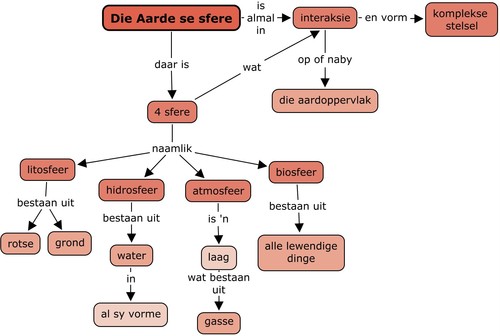 Die Aarde se sfere
is
almal
in
interaksie
en vorm
komplekse
stelsel
daar is
wat
op of naby
die aardoppervlak
4 sfere
naamlik
litosfeer
hidrosfeer
atmosfeer
biosfeer
bestaan uit
bestaan uit
is 'n
bestaan uit
rotse
grond
water
laag
alle lewendige
dinge
in
wat bestaan
uit
al sy vorme
gasse